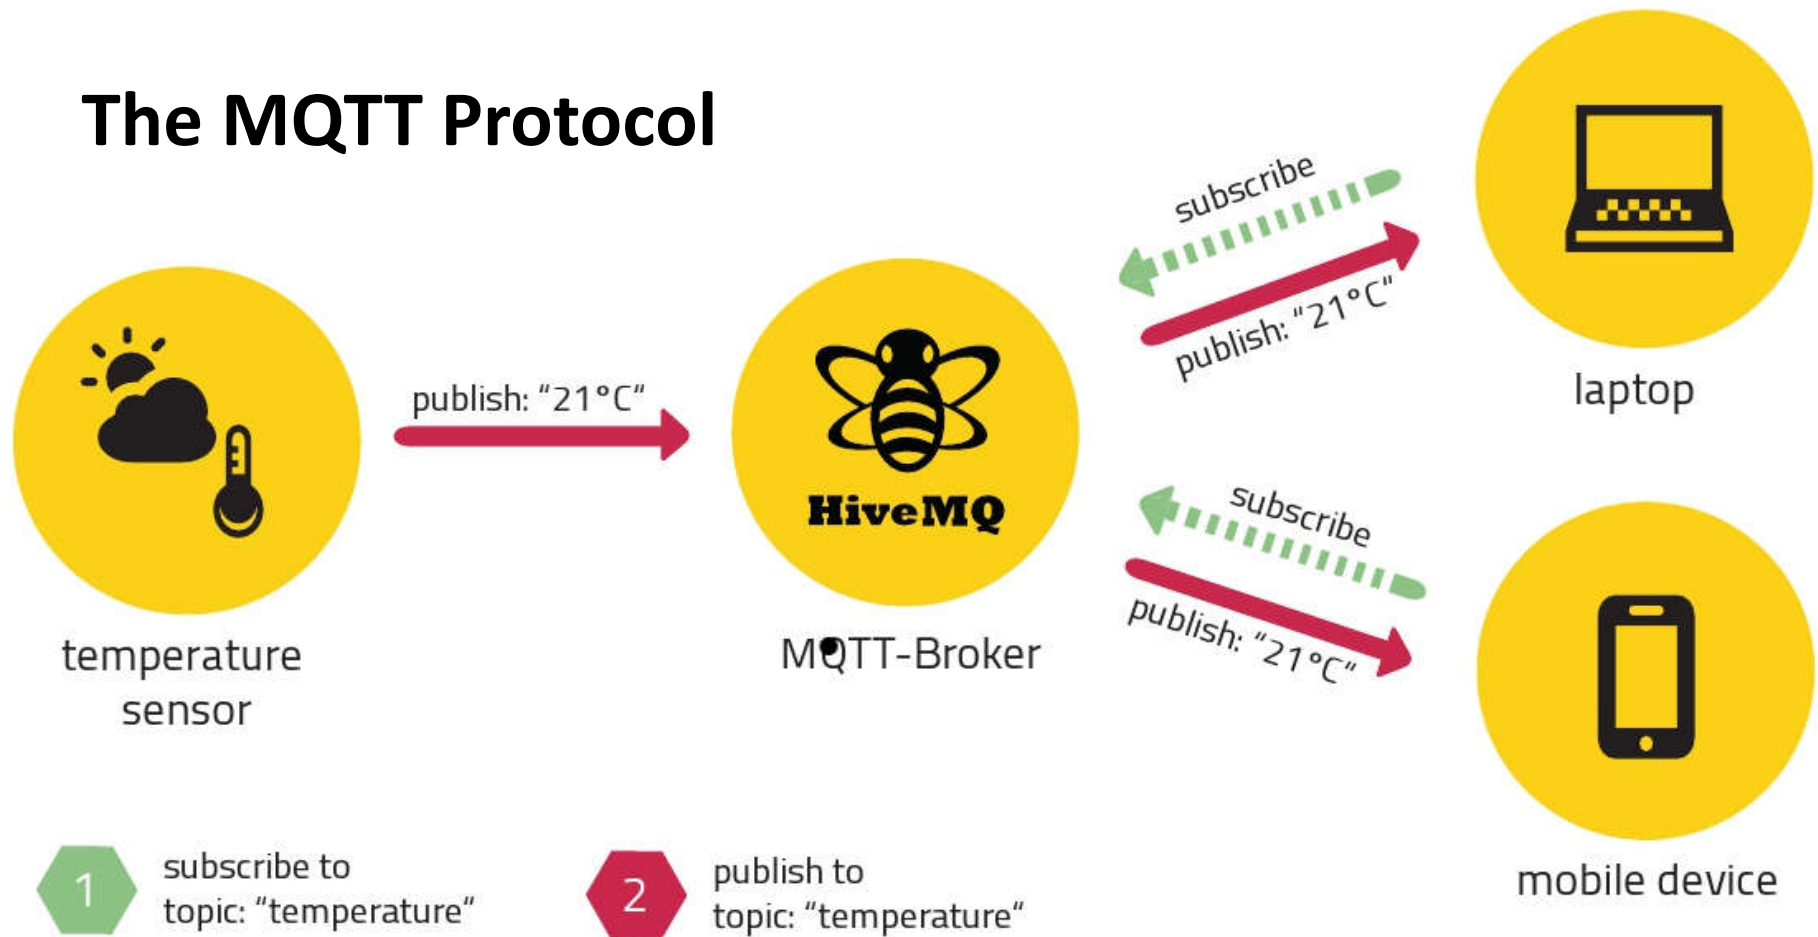 The MQTT Protocol
subscribe
publish: “21°C“
laptop
publish: “21°C“
HiveMQ
MQTT-Broker
temperature
sensor
subscribe
publish: “21°C“
mobile device
1
subscribe to
topic: “temperature“
2
publish to
topic: “temperature“